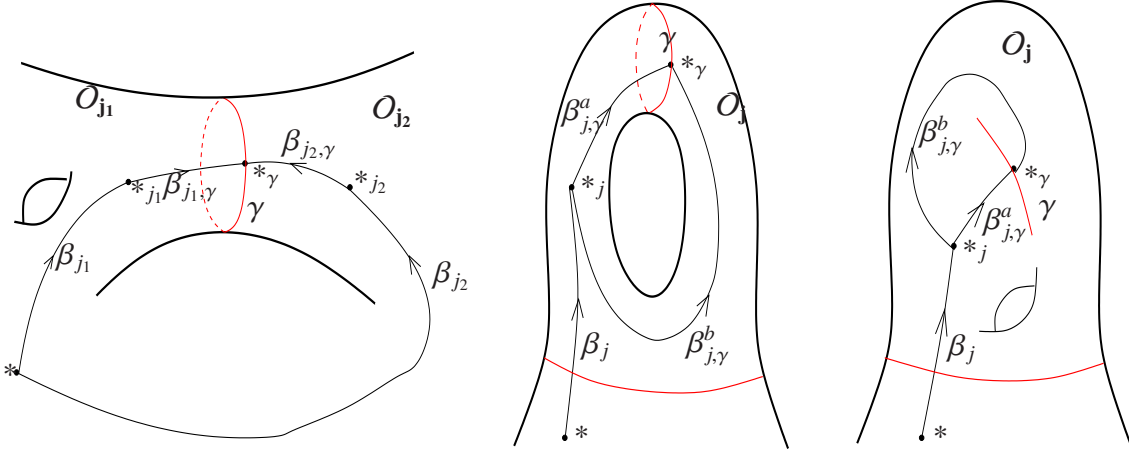 O_{j_1}
O_{j_2}
β_{j_2,γ}
*_γ
*_{j_1} β_{j_1,γ}
*_{j_2}
γ
β_{j_1}
β_{j_2}
*
γ
*_γ
β^a_{j,γ}
O_j
*_j
β_j
β^b_{j,γ}
*
O_j
β^b_{j,γ}
*_γ
β^a_{j,γ}
γ
*_j
β_j
*